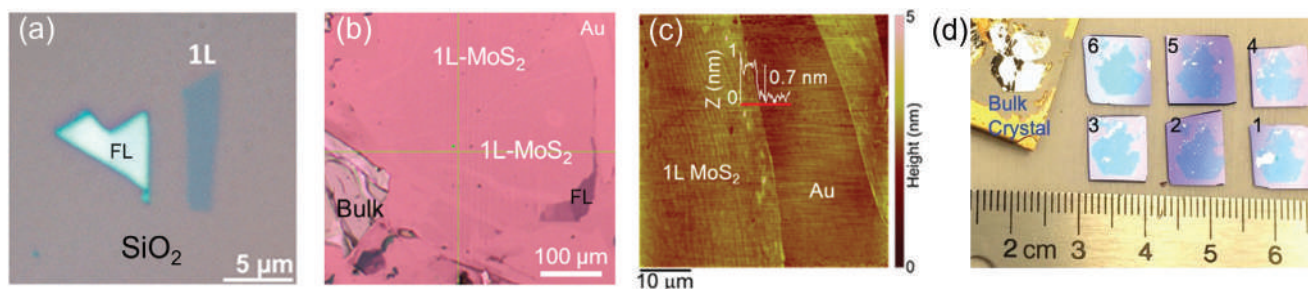 (a)
1L
FL
SiO₂
5 µm
(b)
Au
1L-MoS₂
1L-MoS₂
Bulk
FL
100 µm
(c)
Z (nm)
1
0
0.7 nm
1L MoS₂
Au
10 µm
5
Height (nm)
0
(d)
6
5
4
Bulk
Crystal
3
2
1
2 cm
3
4
5
6